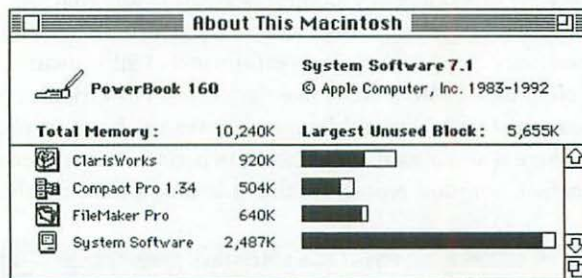 About This Macintosh
System Software 7.1
PowerBook 160
© Apple Computer, Inc. 1983-1992
Total Memory: 10,240K Largest Unused Block: 5,655K
ClarisWorks 920K
Compact Pro 1.34 504K
FileMaker Pro 640K
System Software 2,487K